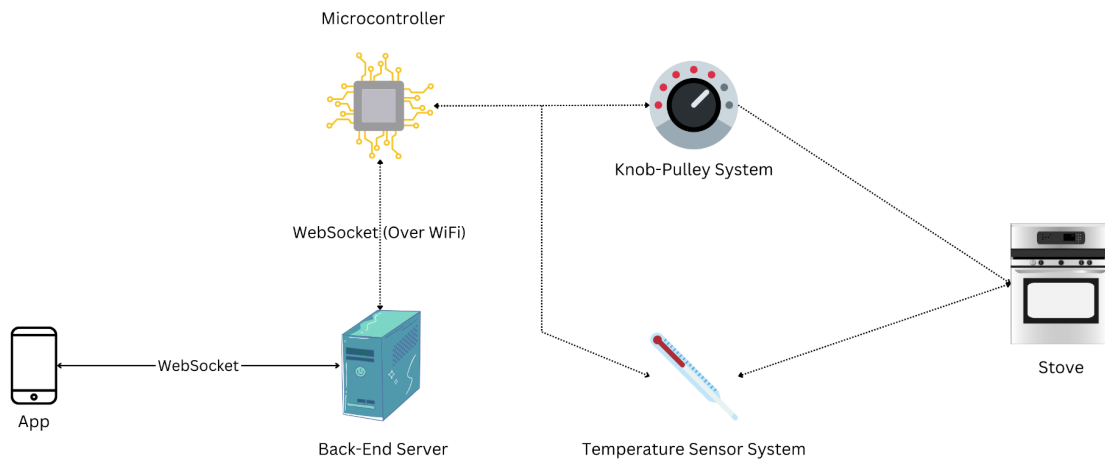 Microcontroller
Knob-Pulley System
WebSocket (Over WiFi)
WebSocket
App
Stove
Back-End Server
Temperature Sensor System